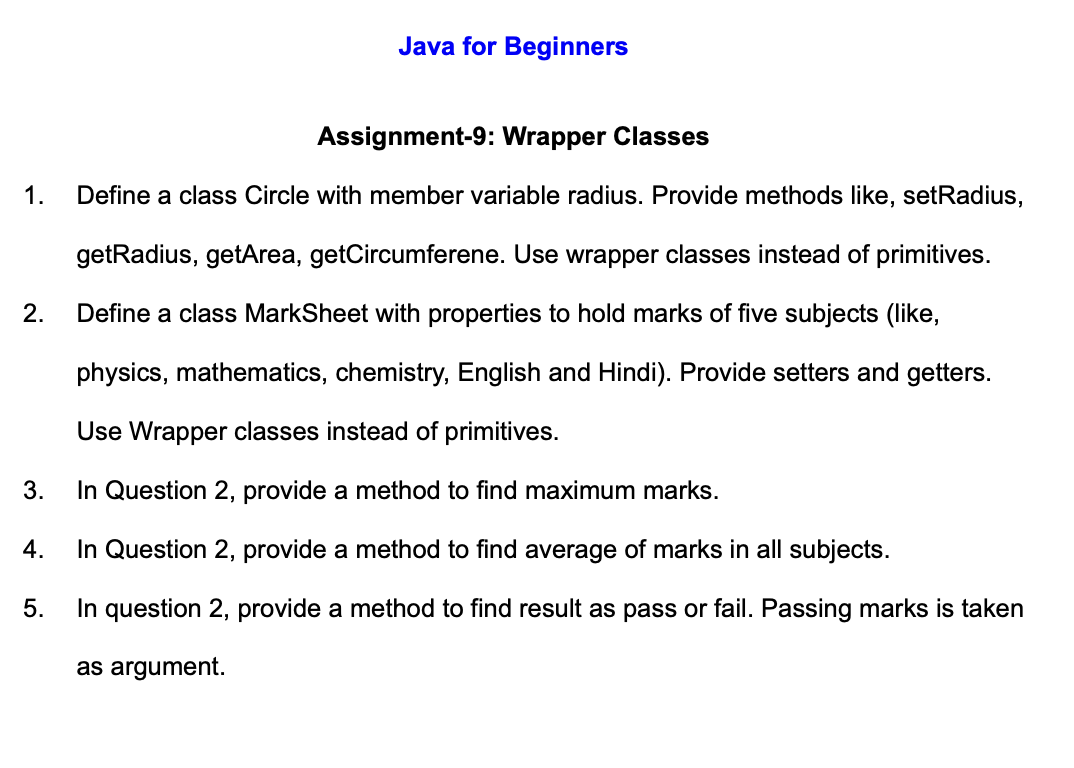 Java for Beginners
Assignment-9: Wrapper Classes
1. Define a class Circle with member variable radius. Provide methods like, setRadius,
getRadius, getArea, getCircumferene. Use wrapper classes instead of primitives.
2. Define a class MarkSheet with properties to hold marks of five subjects (like,
physics, mathematics, chemistry, English and Hindi). Provide setters and getters.
Use Wrapper classes instead of primitives.
3. In Question 2, provide a method to find maximum marks.
4. In Question 2, provide a method to find average of marks in all subjects.
5. In question 2, provide a method to find result as pass or fail. Passing marks is taken
as argument.